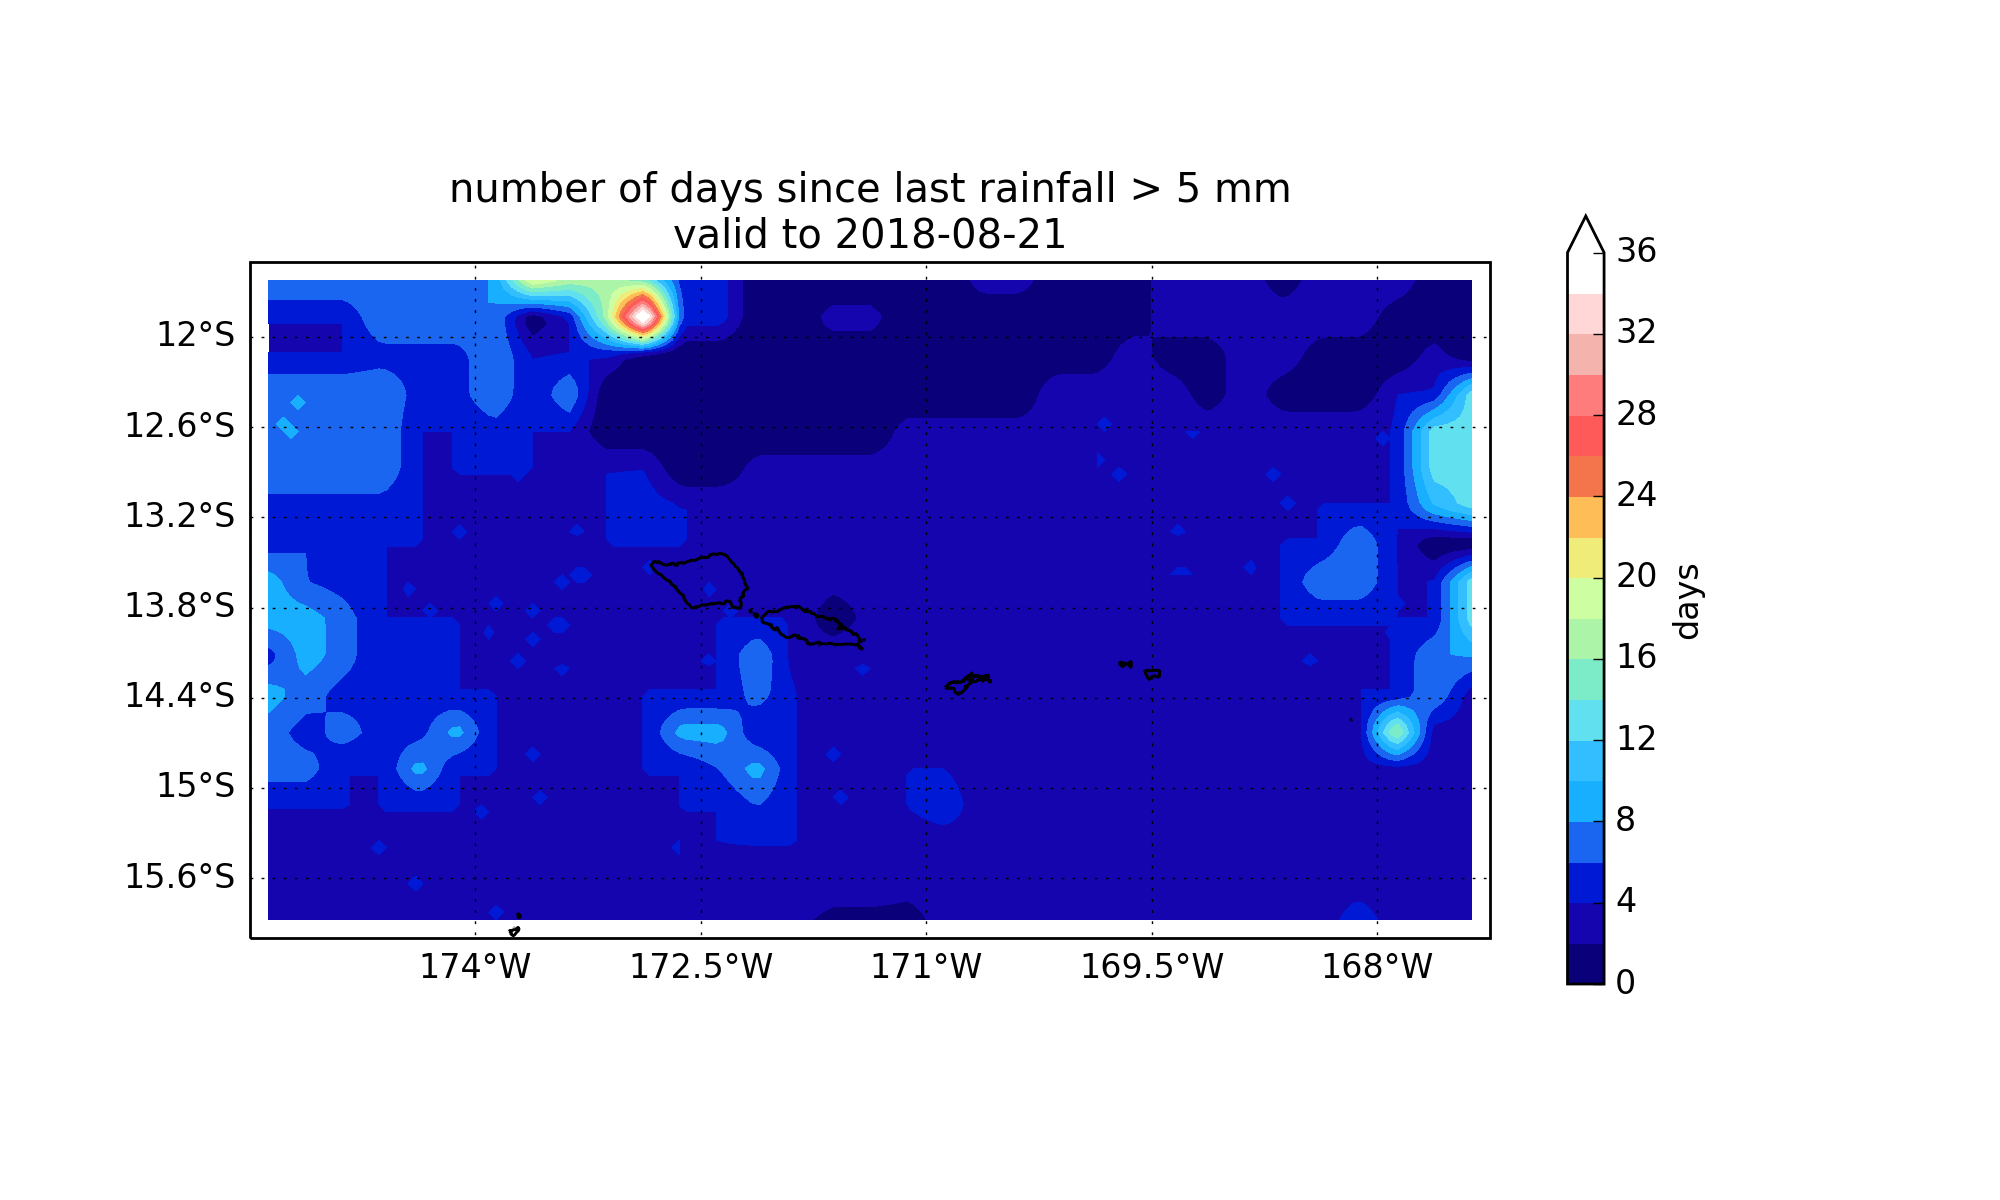 number of days since last rainfall > 5 mm
valid to 2018-08-21
12°S
12.6°S
13.2°S
13.8°S
14.4°S
15°S
15.6°S
174°W
172.5°W
171°W
169.5°W
168°W
36
32
28
24
20
16
12
8
4
0
days